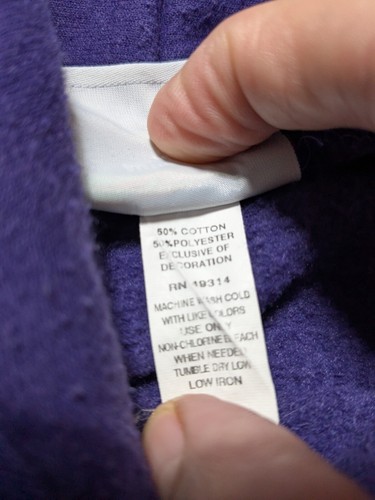 50% COTTON
50% POLYESTER
EXCLUSIVE OF
DECORATION
RN 19314
MACHINE WASH COLD
WITH LIKE COLORS
USE ONLY
NON-CHLORINE BLEACH
WHEN NEEDED
TUMBLE DRY LOW
LOW IRON